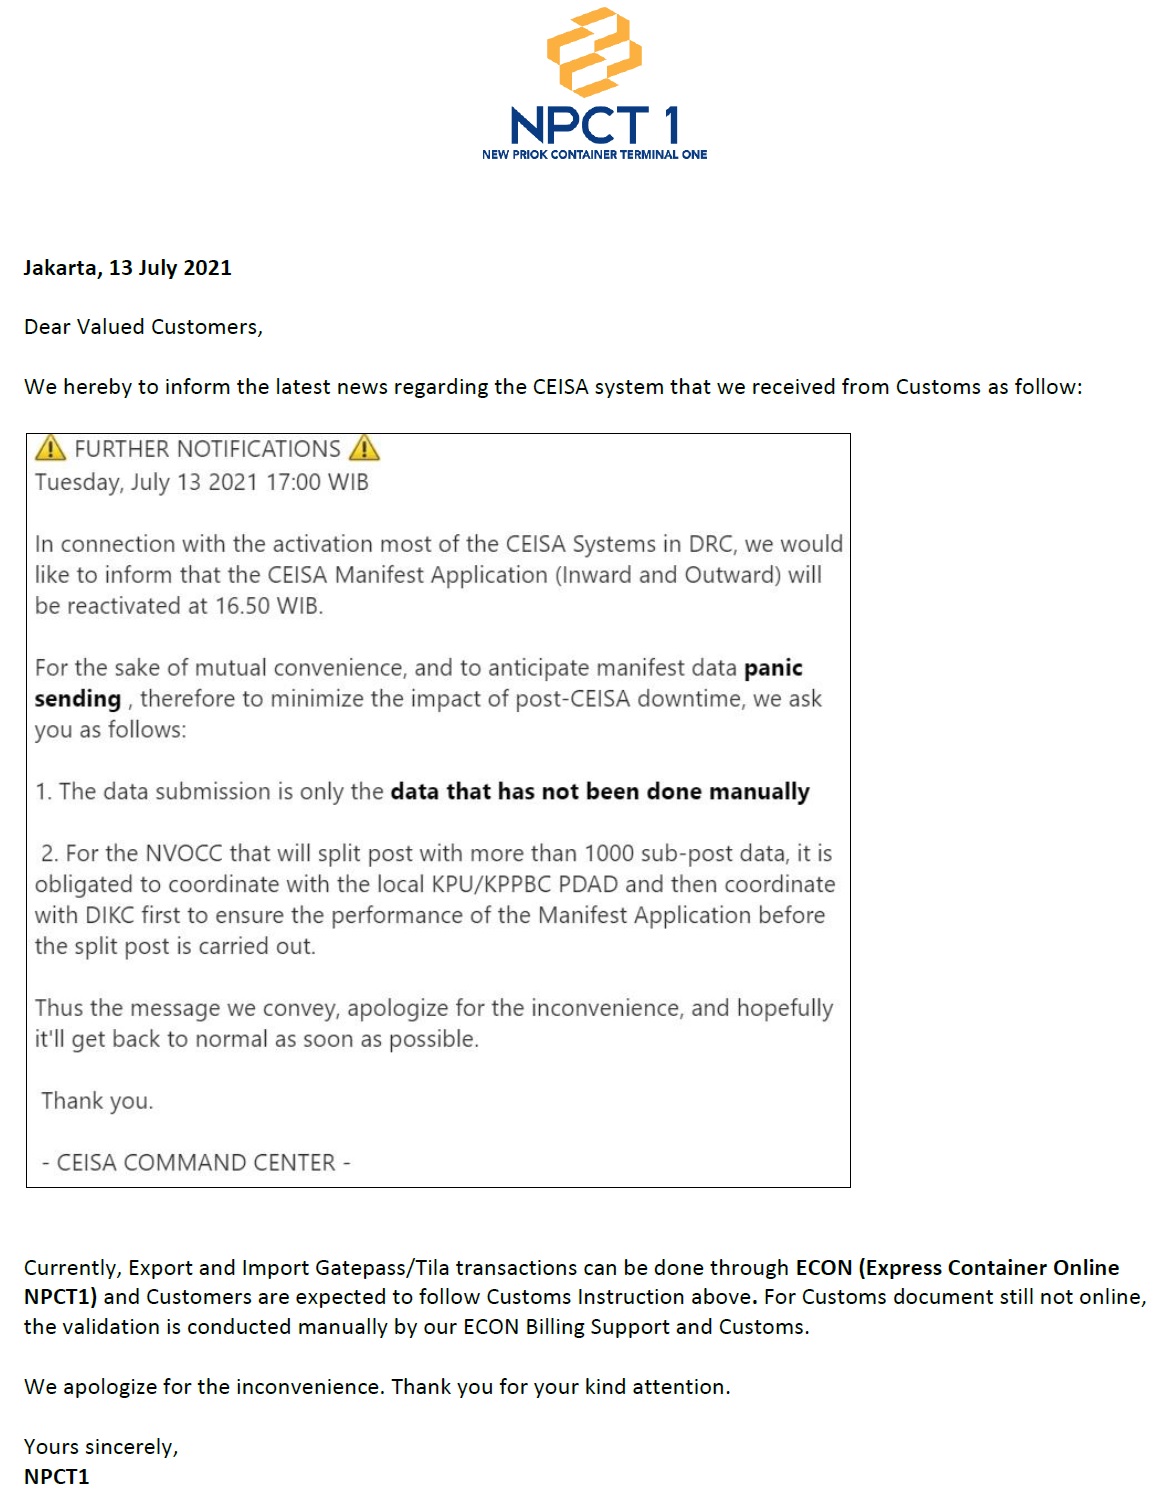 NPCT 1
NEW PRIOK CONTAINER TERMINAL ONE
Jakarta, 13 July 2021
Dear Valued Customers,
We hereby to inform the latest news regarding the CEISA system that we received from Customs as follow:
⚠ FURTHER NOTIFICATIONS ⚠
Tuesday, July 13 2021 17:00 WIB
In connection with the activation most of the CEISA Systems in DRC, we would
like to inform that the CEISA Manifest Application (Inward and Outward) will
be reactivated at 16.50 WIB.
For the sake of mutual convenience, and to anticipate manifest data panic
sending , therefore to minimize the impact of post-CEISA downtime, we ask
you as follows:
1. The data submission is only the data that has not been done manually
2. For the NVOCC that will split post with more than 1000 sub-post data, it is
obligated to coordinate with the local KPU/KPPBC PDAD and then coordinate
with DIKC first to ensure the performance of the Manifest Application before
the split post is carried out.
Thus the message we convey, apologize for the inconvenience, and hopefully
it'll get back to normal as soon as possible.
Thank you.
- CEISA COMMAND CENTER -
Currently, Export and Import Gatepass/Tila transactions can be done through ECON (Express Container Online
NPCT1) and Customers are expected to follow Customs Instruction above. For Customs document still not online,
the validation is conducted manually by our ECON Billing Support and Customs.
We apologize for the inconvenience. Thank you for your kind attention.
Yours sincerely,
NPCT1